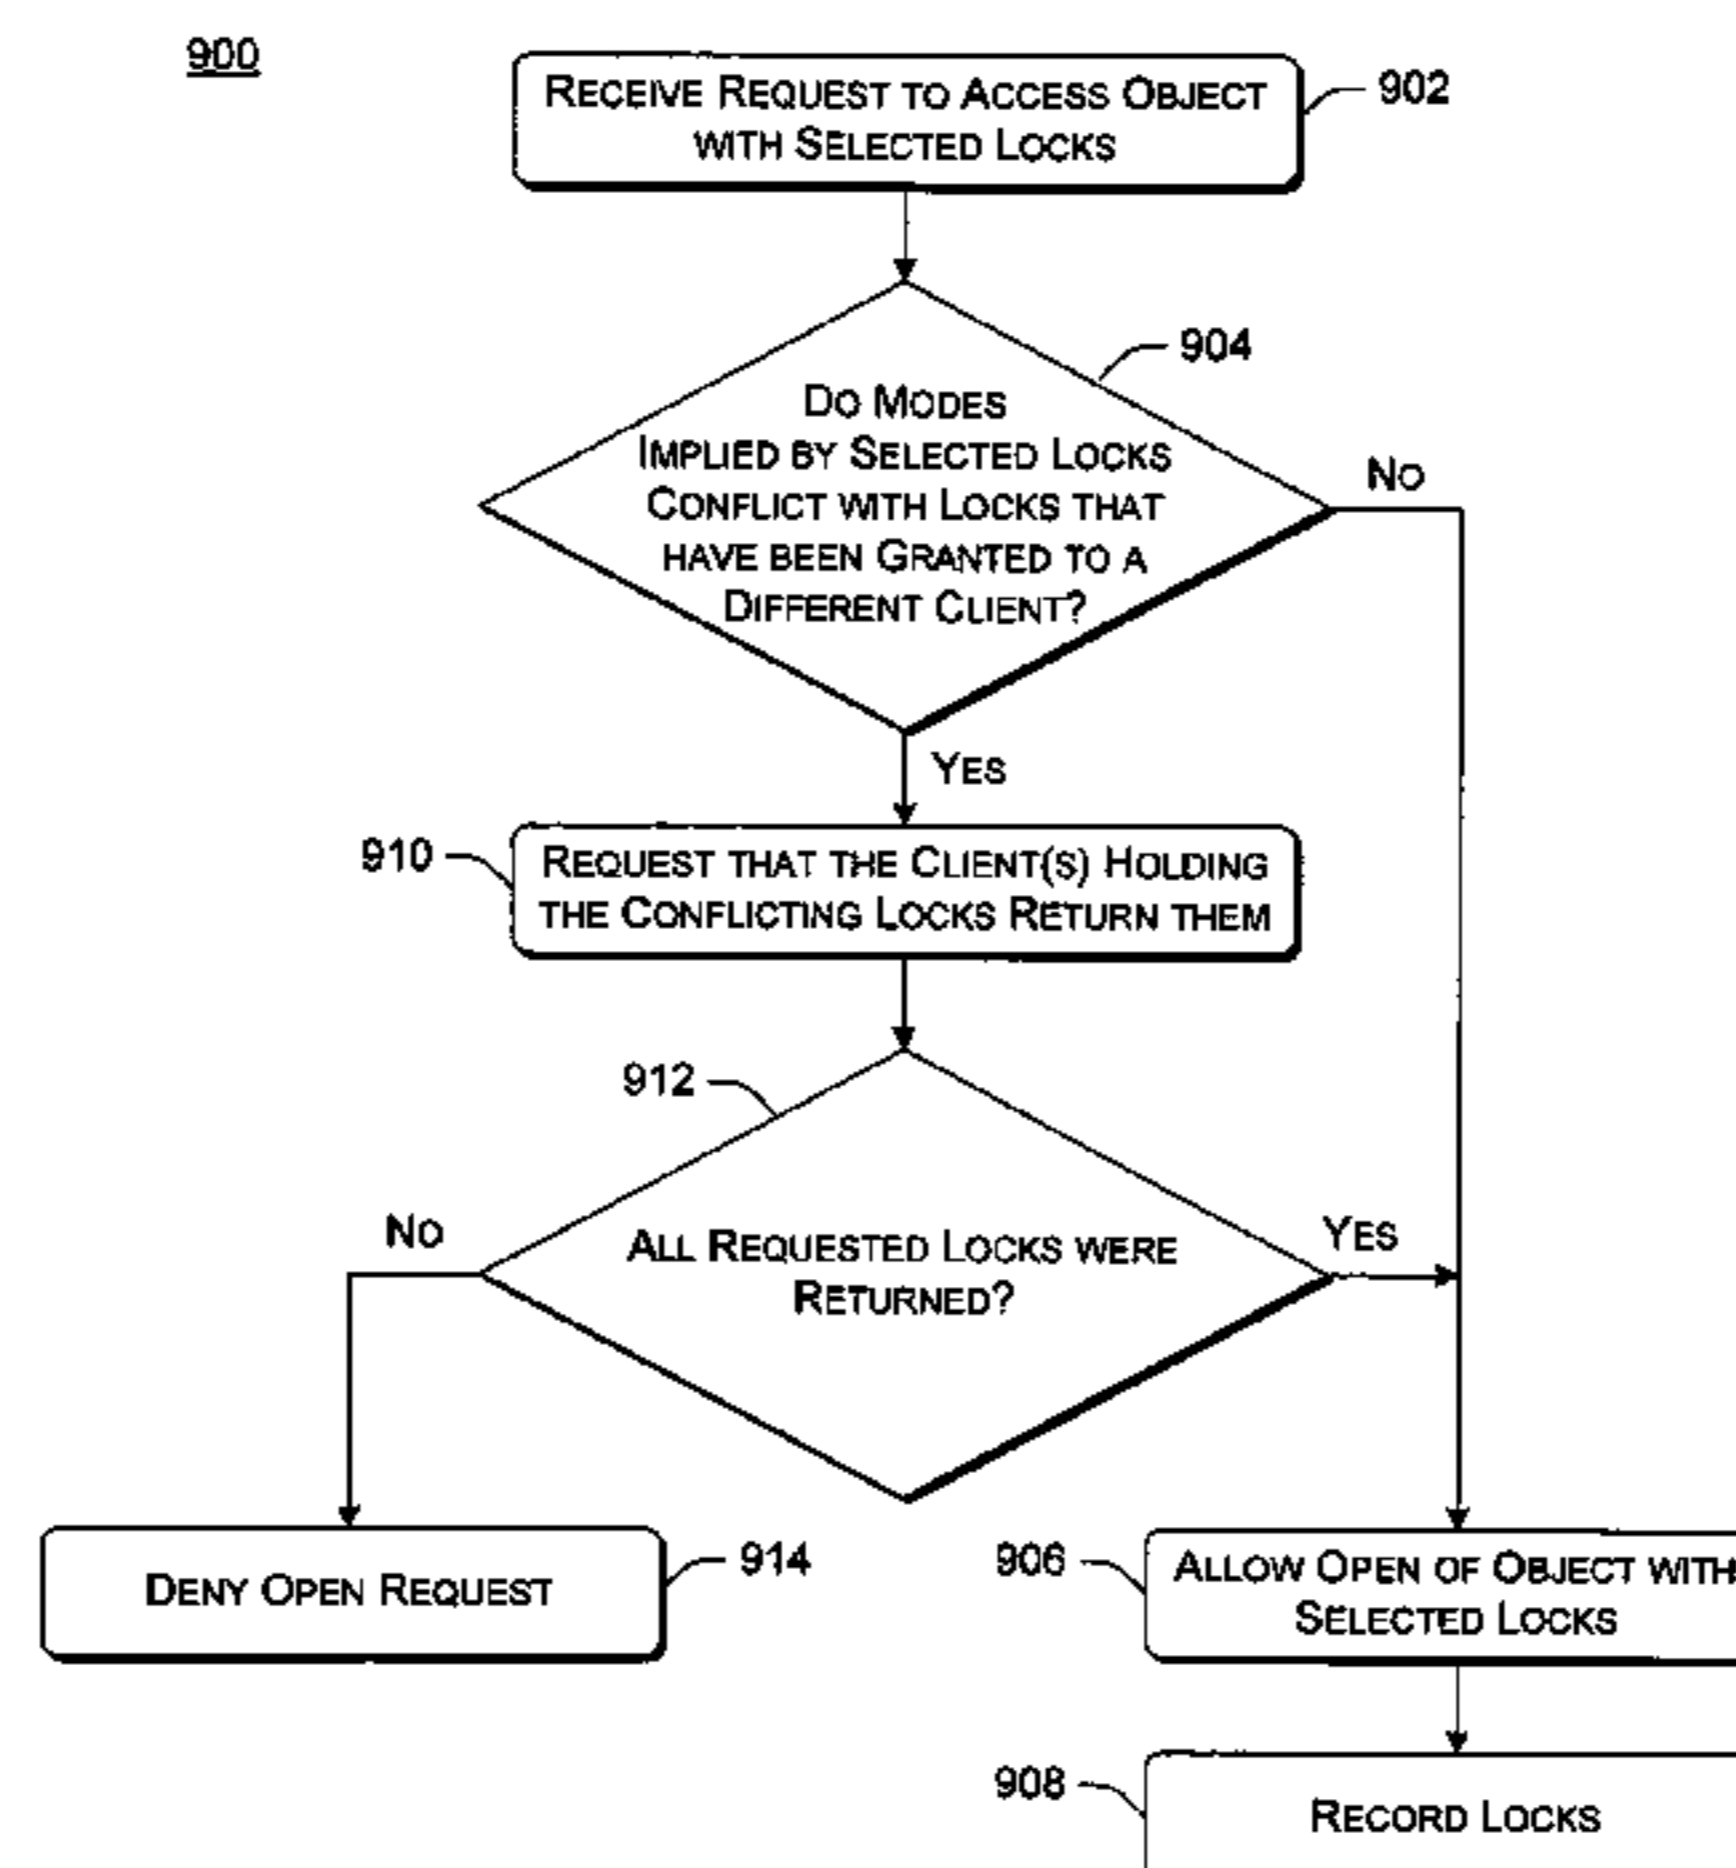 900
RECEIVE REQUEST TO ACCESS OBJECT
WITH SELECTED LOCKS
902
904
DO MODES
IMPLIED BY SELECTED LOCKS
CONFLICT WITH LOCKS THAT
HAVE BEEN GRANTED TO A
DIFFERENT CLIENT?
NO
YES
910
REQUEST THAT THE CLIENT(S) HOLDING
THE CONFLICTING LOCKS RETURN THEM
912
ALL REQUESTED LOCKS WERE
RETURNED?
NO
YES
DENY OPEN REQUEST
914
906
ALLOW OPEN OF OBJECT WITH
SELECTED LOCKS
908
RECORD LOCKS